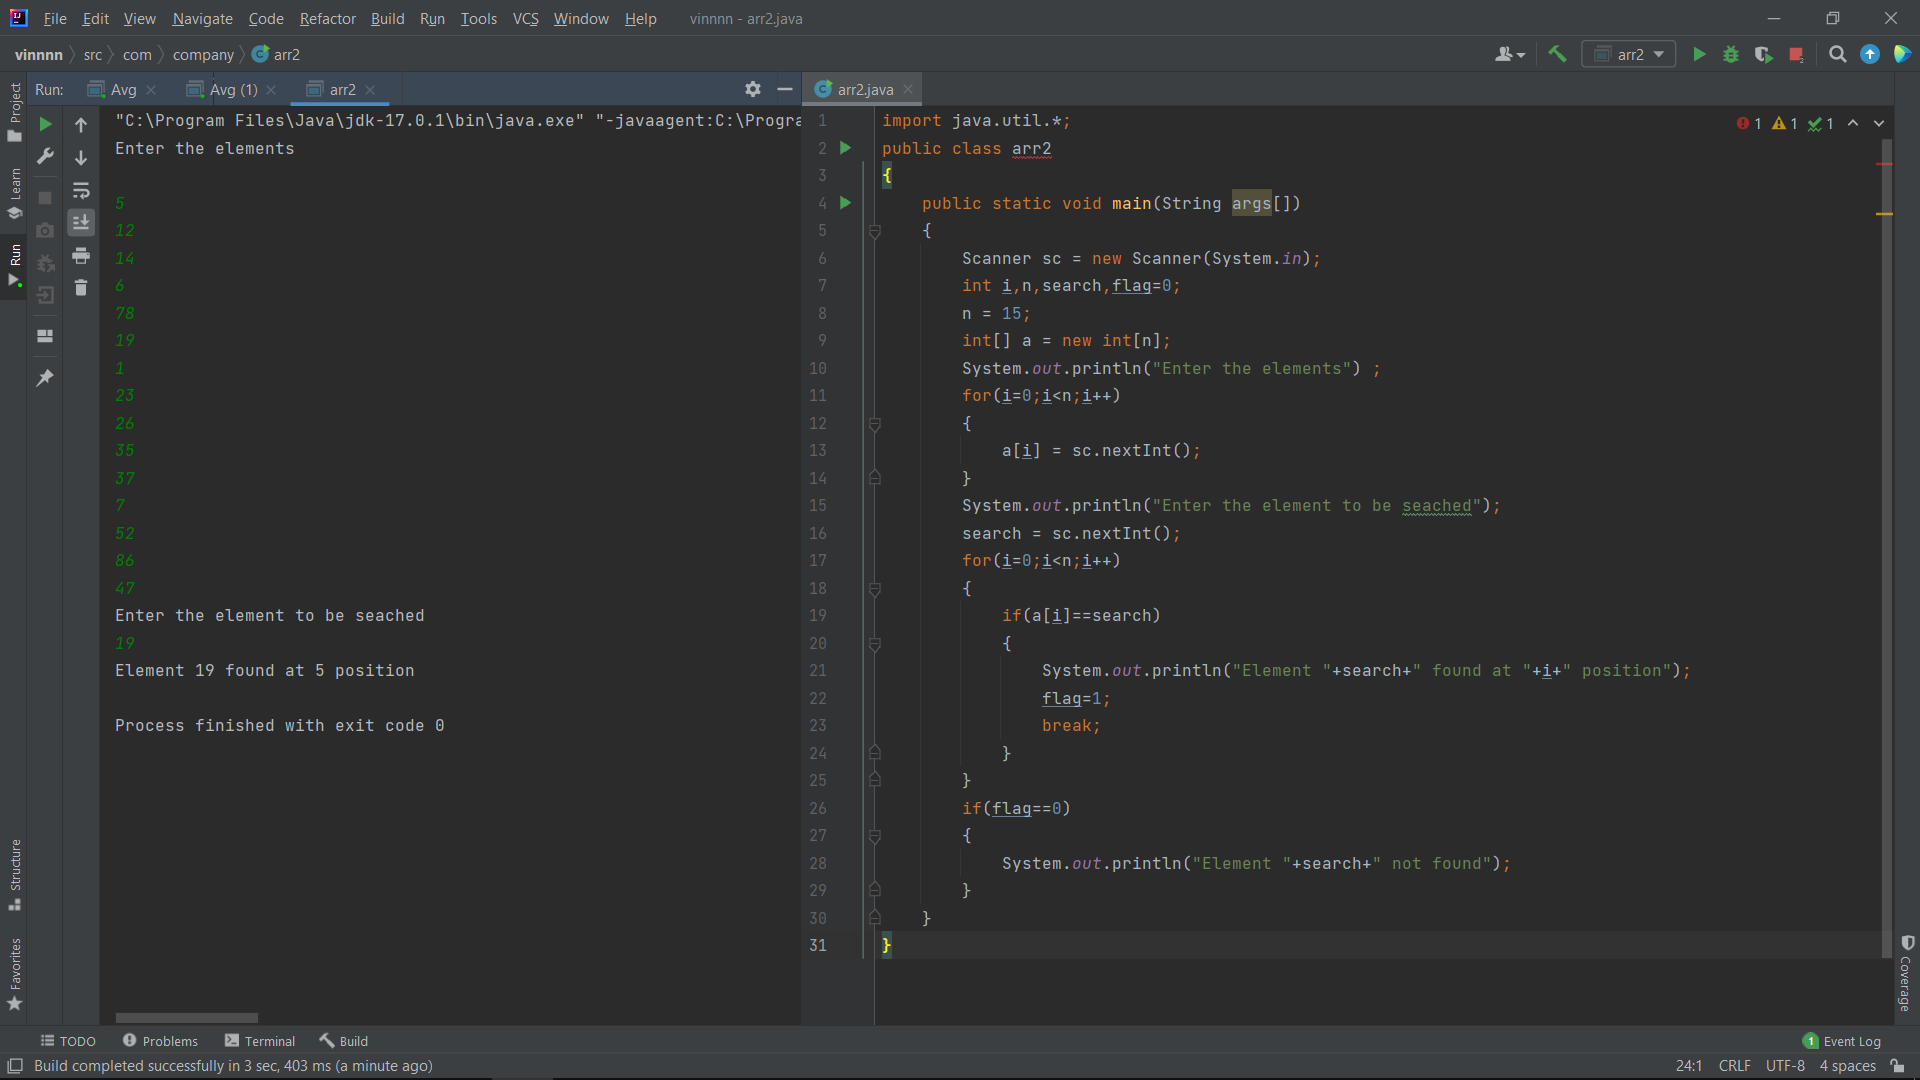 File Edit View Navigate Code Refactor Build Run Tools VCS Window Help vinnnn - arr2.java
vinnnn src com company arr2
arr2
Run: Avg Avg (1) arr2
arr2.java
Project
Learn
Run
Structure
Favorites
"C:\Program Files\Java\jdk-17.0.1\bin\java.exe" "-javaagent:C:\Progra
Enter the elements
5
12
14
6
78
19
1
23
26
35
37
7
52
86
47
Enter the element to be seached
19
Element 19 found at 5 position
Process finished with exit code 0
1 import java.util.*;
2 public class arr2
3 {
4 public static void main(String args[])
5 {
6 Scanner sc = new Scanner(System.in);
7 int i,n,search,flag=0;
8 n = 15;
9 int[] a = new int[n];
10 System.out.println("Enter the elements") ;
11 for(i=0;i<n;i++)
12 {
13 a[i] = sc.nextInt();
14 }
15 System.out.println("Enter the element to be seached");
16 search = sc.nextInt();
17 for(i=0;i<n;i++)
18 {
19 if(a[i]==search)
20 {
21 System.out.println("Element "+search+" found at "+i+" position");
22 flag=1;
23 break;
24 }
25 }
26 if(flag==0)
27 {
28 System.out.println("Element "+search+" not found");
29 }
30 }
31 }
1 1 1
Coverage
TODO Problems Terminal Build
1 Event Log
Build completed successfully in 3 sec, 403 ms (a minute ago)
24:1 CRLF UTF-8 4 spaces